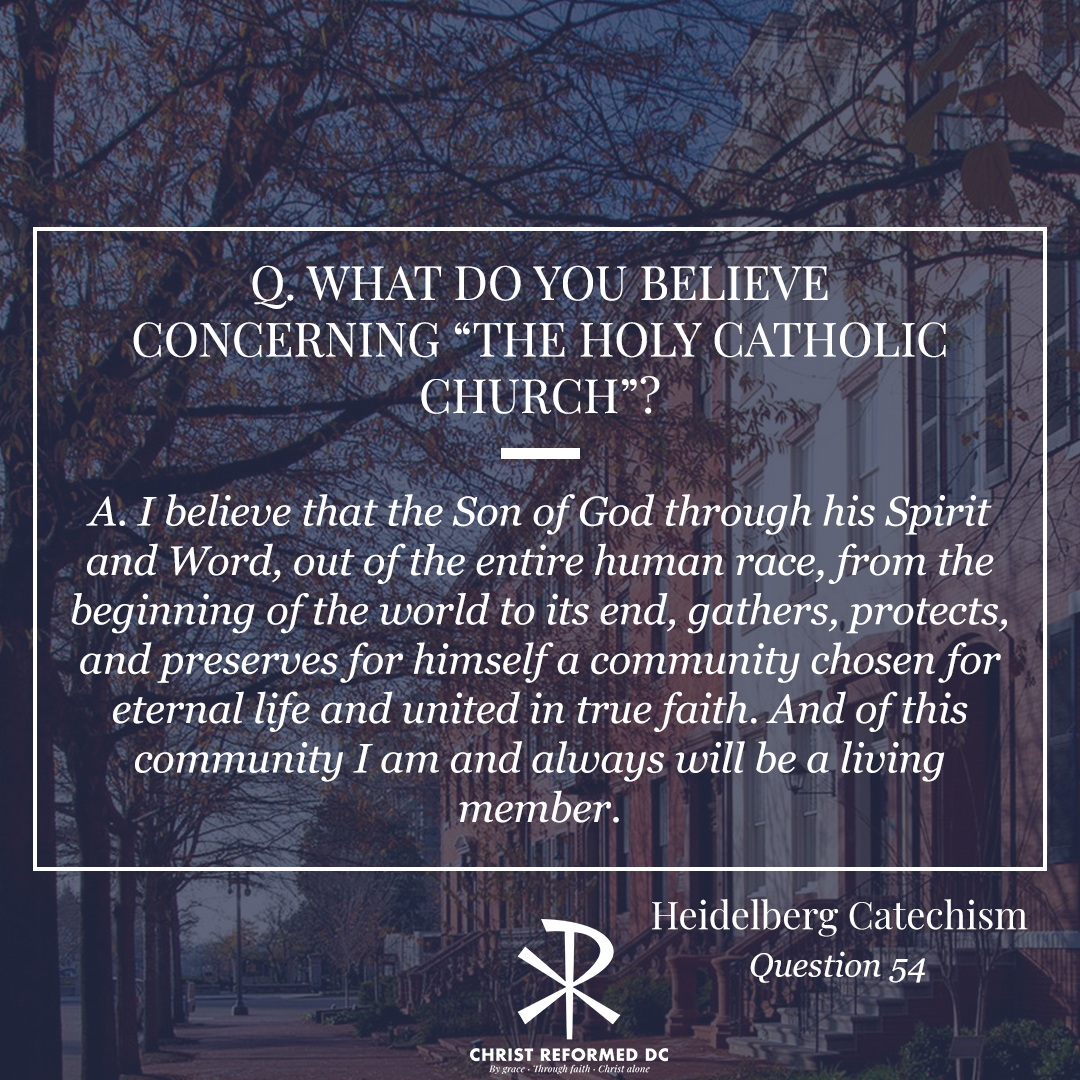 Q. WHAT DO YOU BELIEVE
CONCERNING “THE HOLY CATHOLIC
CHURCH”?
A. I believe that the Son of God through his Spirit
and Word, out of the entire human race, from the
beginning of the world to its end, gathers, protects,
and preserves for himself a community chosen for
eternal life and united in true faith. And of this
community I am and always will be a living
member.
Heidelberg Catechism
Question 54
CHRIST REFORMED DC
By grace · Through faith · Christ alone